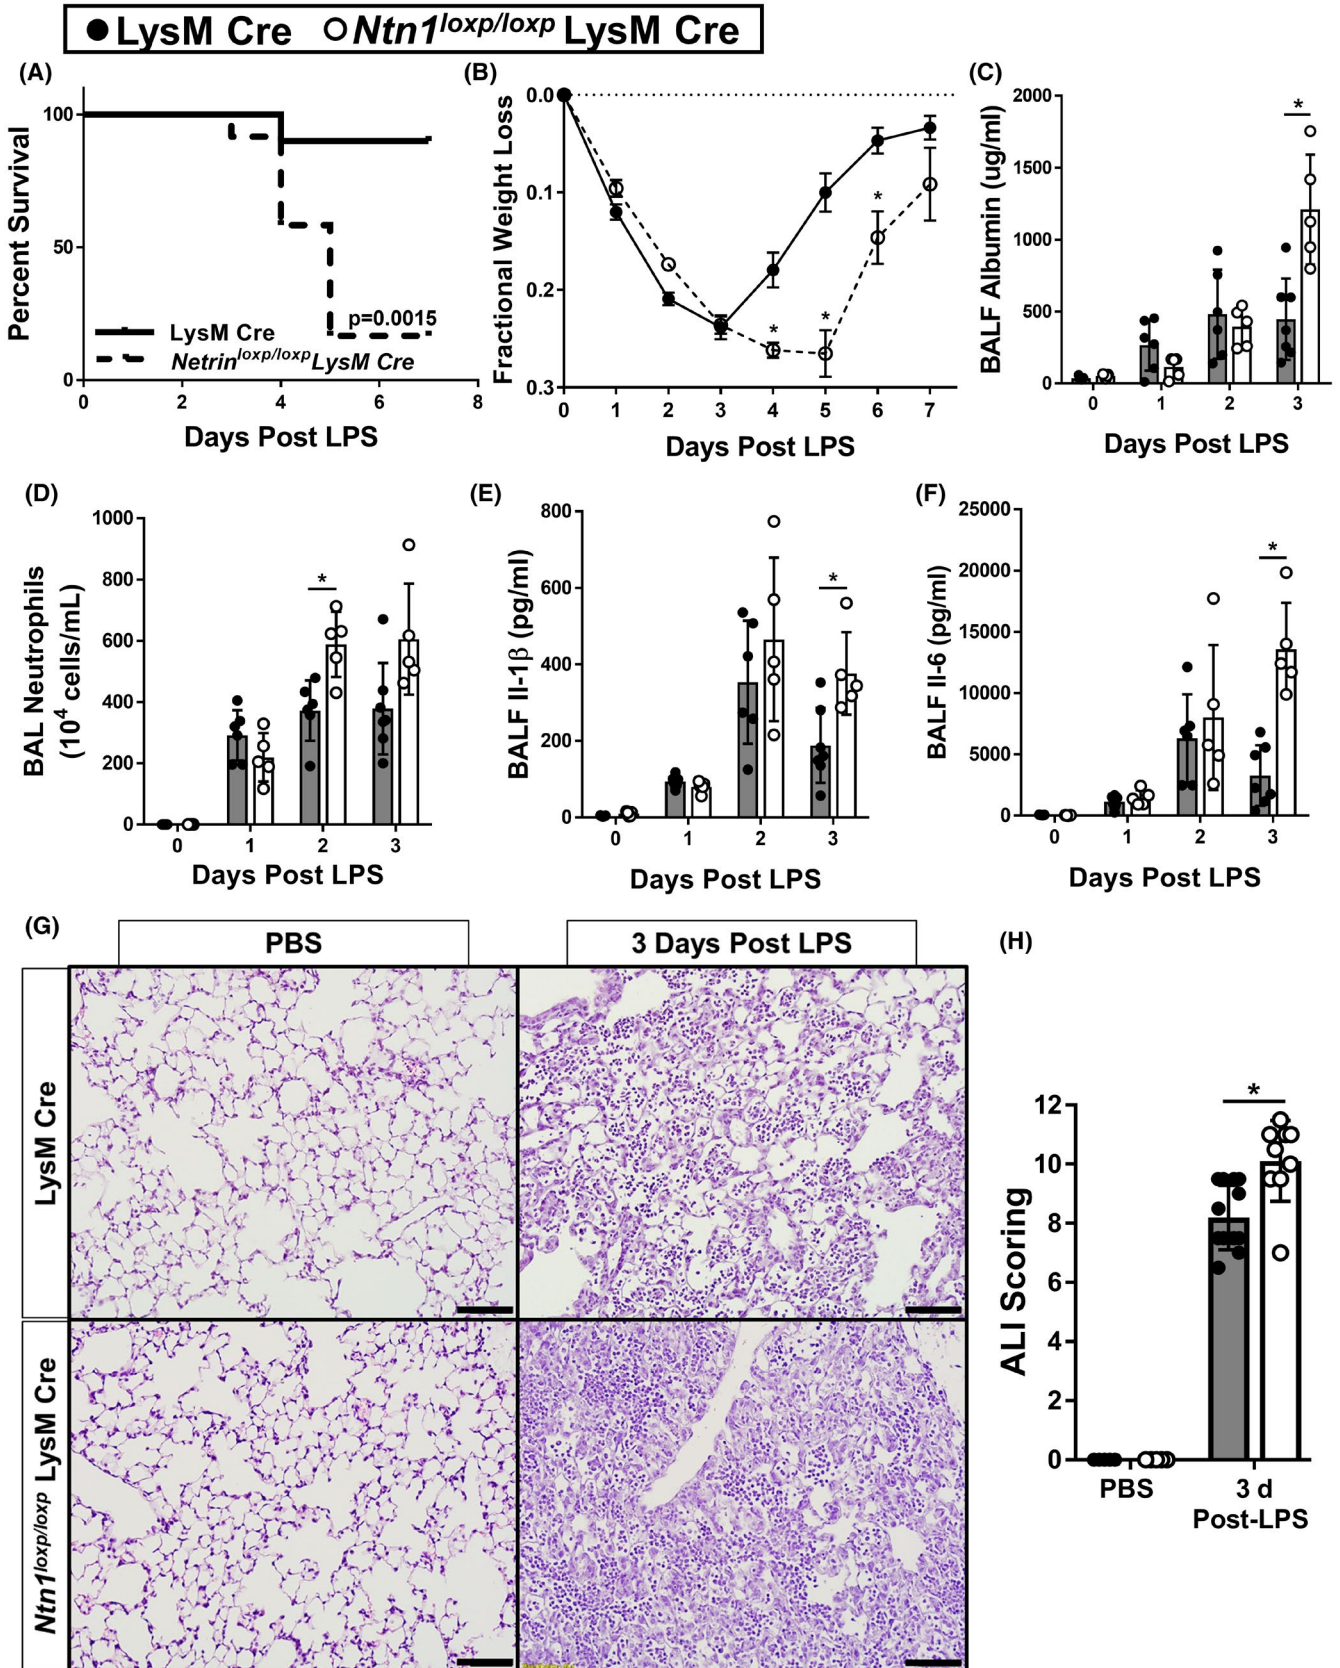 LysM Cre Ntn1loxp/loxp LysM Cre
(A)
Percent Survival
100
50
0
p=0.0015
LysM Cre
Netrinloxp/loxpLysM Cre
0 2 4 6 8
Days Post LPS
(B)
Fractional Weight Loss
0.0
0.1
0.2
0.3
* * *
0 1 2 3 4 5 6 7
Days Post LPS
(C)
BALF Albumin (ug/ml)
2000
1500
1000
500
0
*
0 1 2 3
Days Post LPS
(D)
BAL Neutrophils
(10⁴ cells/mL)
1000
800
600
400
200
0
*
0 1 2 3
Days Post LPS
(E)
BALF Il-1β (pg/ml)
800
600
400
200
0
*
0 1 2 3
Days Post LPS
(F)
BALF Il-6 (pg/ml)
25000
20000
15000
10000
5000
0
*
0 1 2 3
Days Post LPS
(G)
PBS 3 Days Post LPS
LysM Cre
Ntn1loxp/loxp LysM Cre
(H)
ALI Scoring
12
10
8
6
4
2
0
*
PBS 3 d
Post-LPS